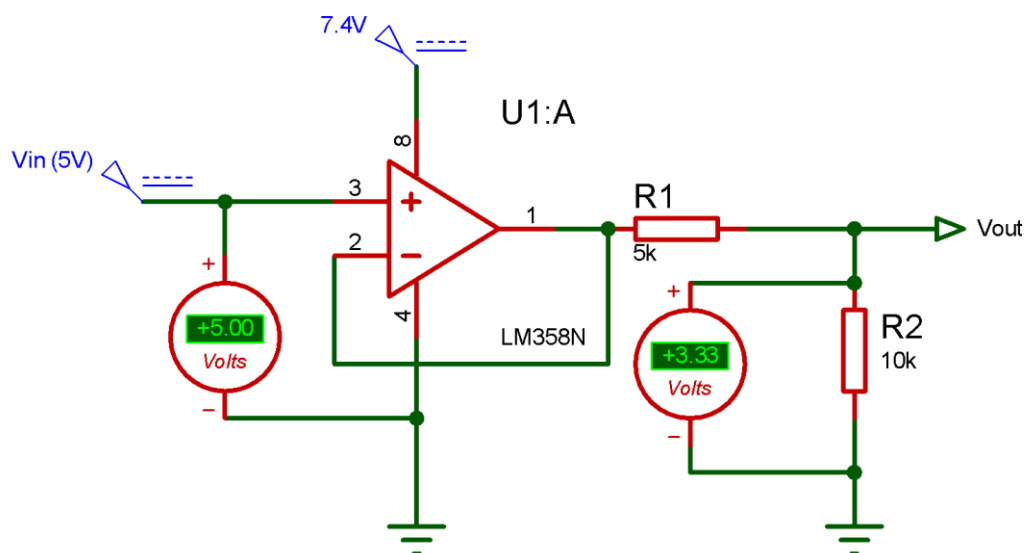 7.4V
U1:A
8
Vin (5V)
3
+
1
R1
2
−
5k
Vout
+
+
4
+5.00
Volts
LM358N
+3.33
Volts
R2
10k
−
−